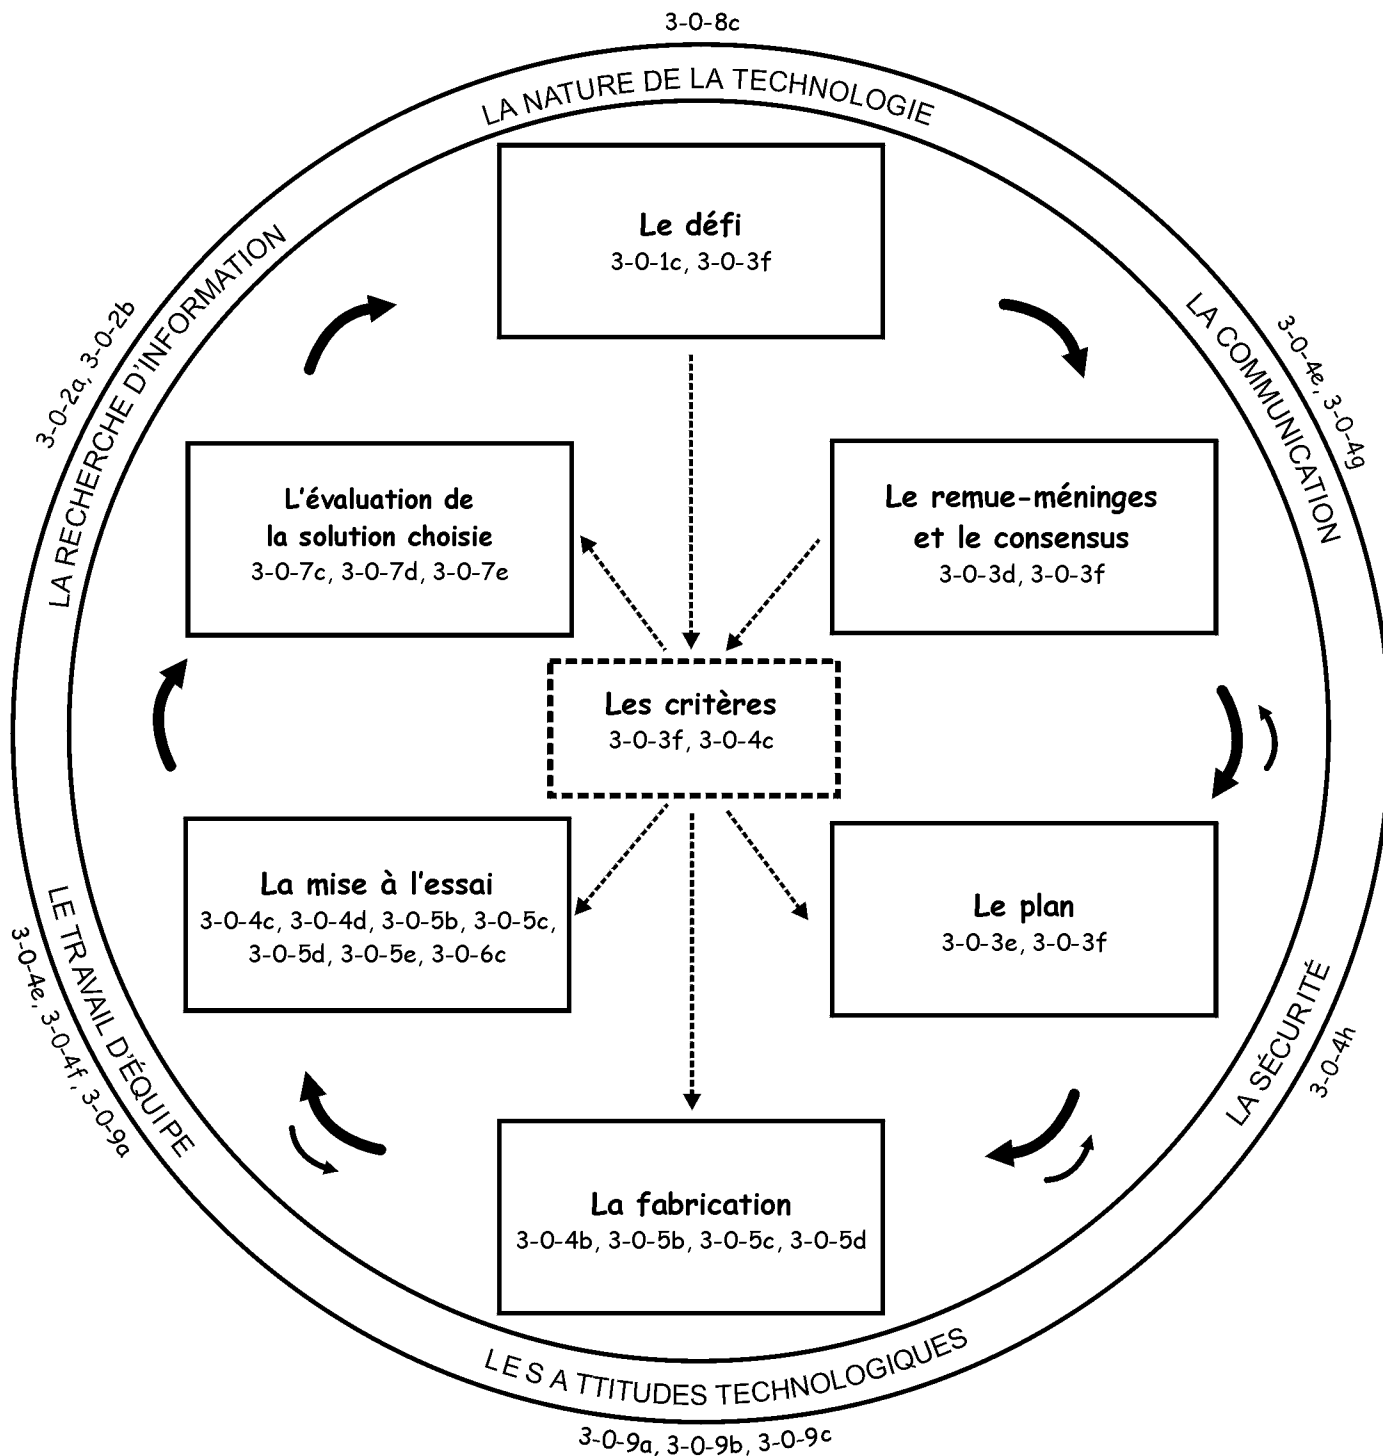 3-0-8c
LA NATURE DE LA TECHNOLOGIE
Le défi
3-0-1c, 3-0-3f
LA RECHERCHE D'INFORMATION
3-0-2a, 3-0-2b
LA COMMUNICATION
3-0-4e, 3-0-4g
L'évaluation de
la solution choisie
3-0-7c, 3-0-7d, 3-0-7e
Le remue-méninges
et le consensus
3-0-3d, 3-0-3f
Les critères
3-0-3f, 3-0-4c
La mise à l'essai
3-0-4c, 3-0-4d, 3-0-5b, 3-0-5c,
3-0-5d, 3-0-5e, 3-0-6c
Le plan
3-0-3e, 3-0-3f
LE TRAVAIL D'ÉQUIPE
3-0-4e, 3-0-4f, 3-0-9a
LA SÉCURITÉ
3-0-4h
La fabrication
3-0-4b, 3-0-5b, 3-0-5c, 3-0-5d
LES ATTITUDES TECHNOLOGIQUES
3-0-9a, 3-0-9b, 3-0-9c